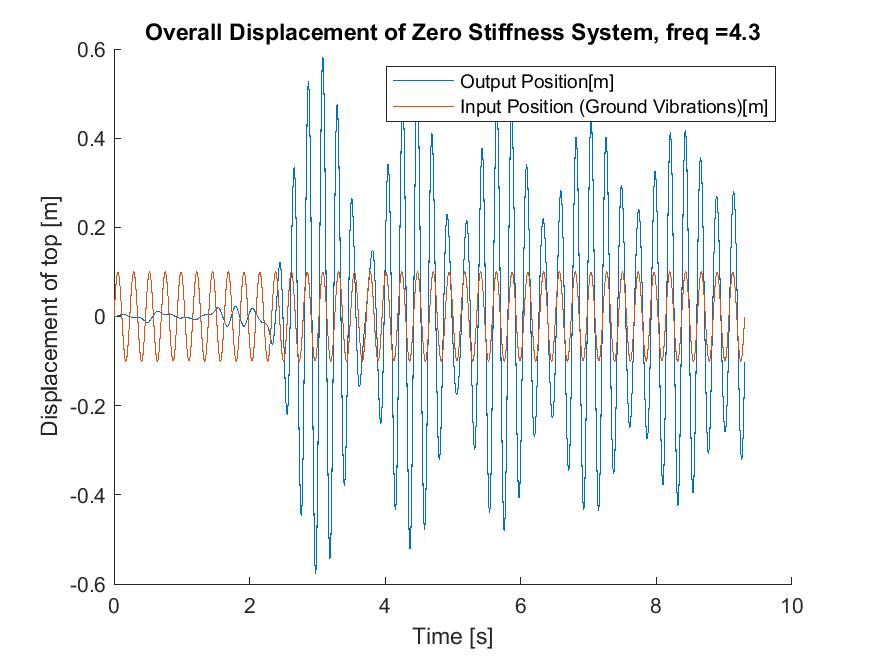 Overall Displacement of Zero Stiffness System, freq =4.3
0.6
Output Position[m]
Input Position (Ground Vibrations)[m]
0.4
0.2
0
-0.2
-0.4
-0.6
Displacement of top [m]
0 2 4 6 8 10
Time [s]